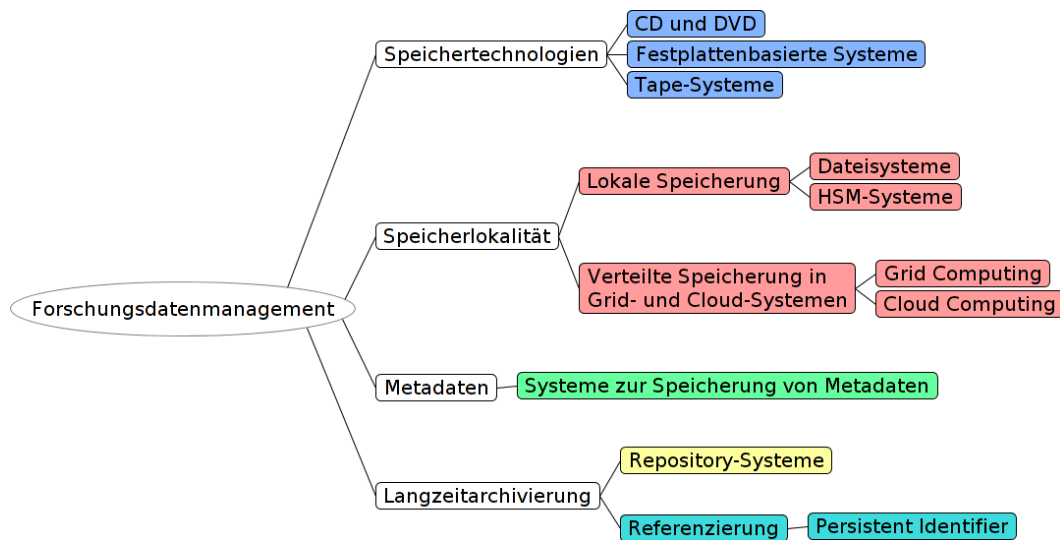 Forschungsdatenmanagement
Speichertechnologien
CD und DVD
Festplattenbasierte Systeme
Tape-Systeme
Speicherlokalität
Lokale Speicherung
Dateisysteme
HSM-Systeme
Verteilte Speicherung in
Grid- und Cloud-Systemen
Grid Computing
Cloud Computing
Metadaten
Systeme zur Speicherung von Metadaten
Langzeitarchivierung
Repository-Systeme
Referenzierung
Persistent Identifier